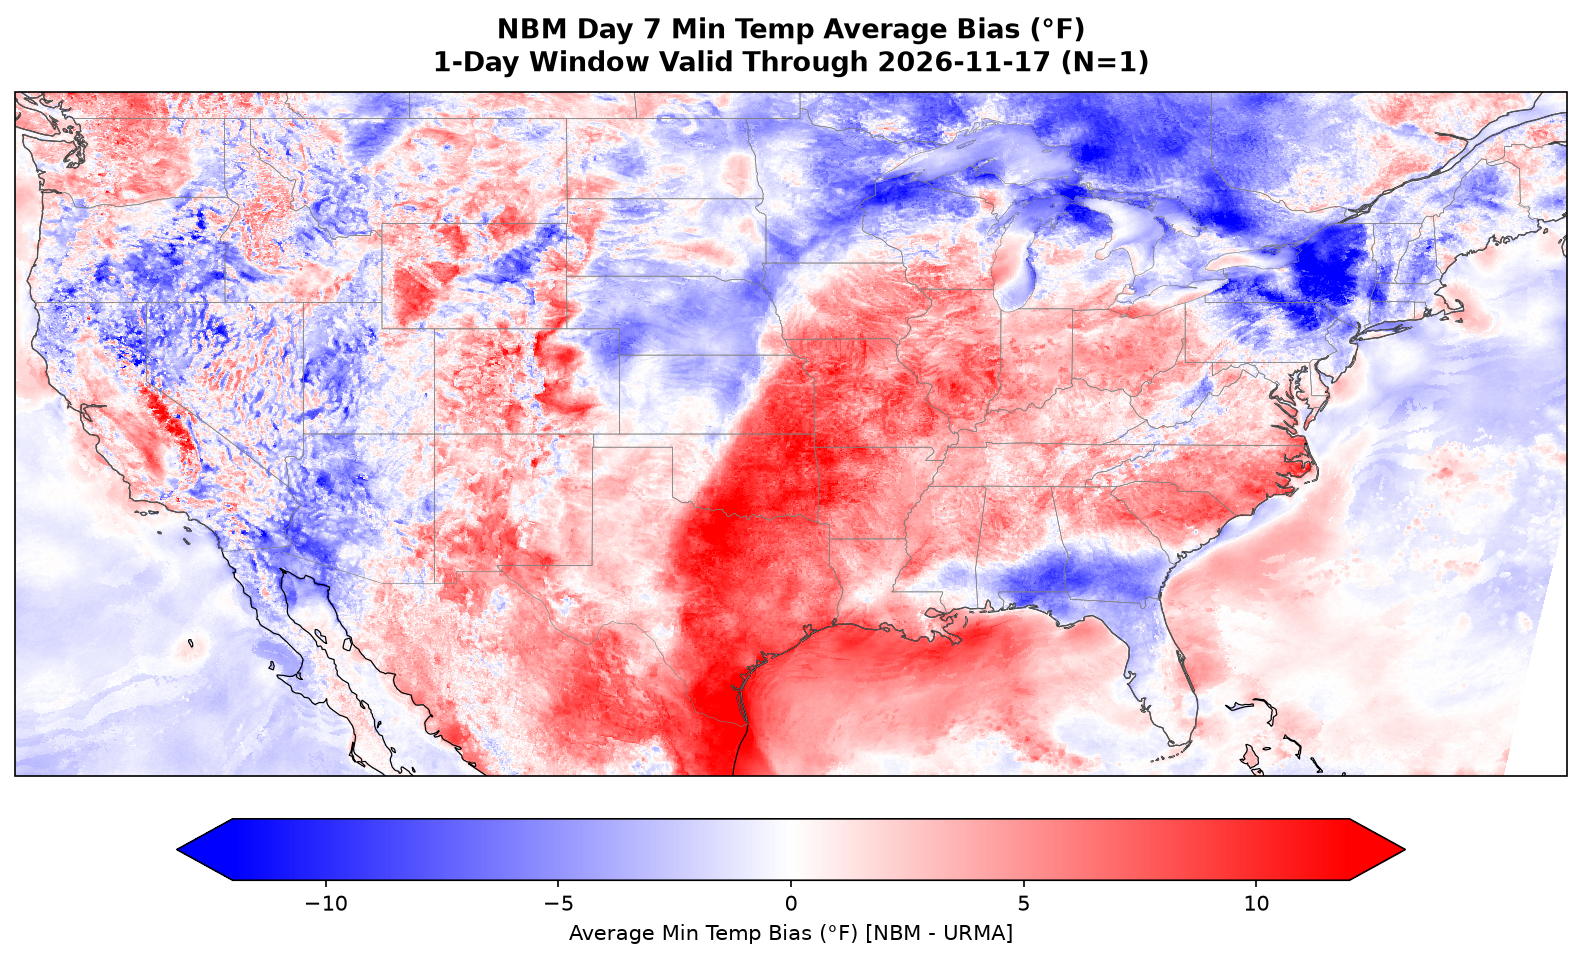 NBM Day 7 Min Temp Average Bias (°F)
1-Day Window Valid Through 2026-11-17 (N=1)
−10 −5 0 5 10
Average Min Temp Bias (°F) [NBM - URMA]